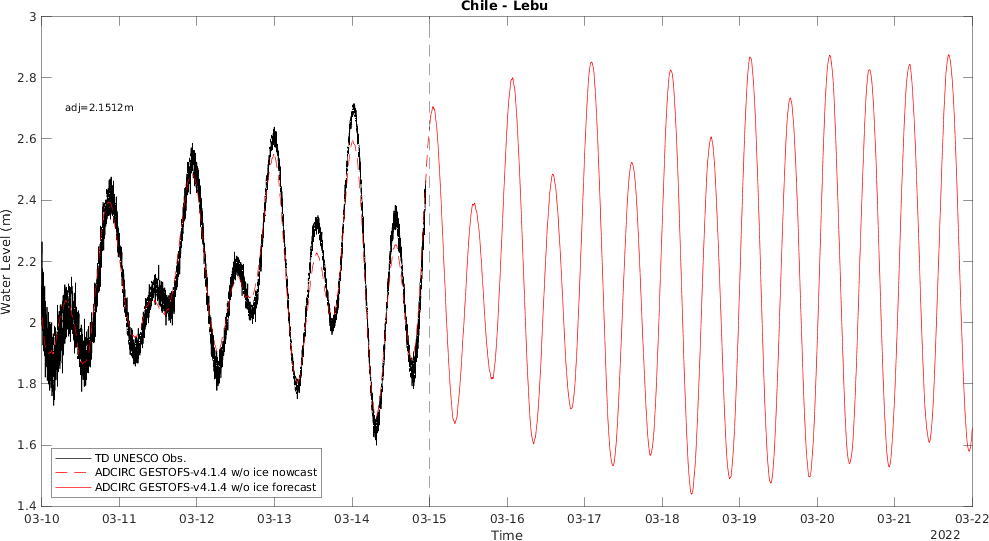 Chile - Lebu
3
2.8
2.6
2.4
2.2
2
1.8
1.6
1.4
Water Level (m)
adj=2.1512m
TD UNESCO Obs.
ADCIRC GESTOFS-v4.1.4 w/o ice nowcast
ADCIRC GESTOFS-v4.1.4 w/o ice forecast
03-10 03-11 03-12 03-13 03-14 03-15 03-16 03-17 03-18 03-19 03-20 03-21 03-22
Time
2022